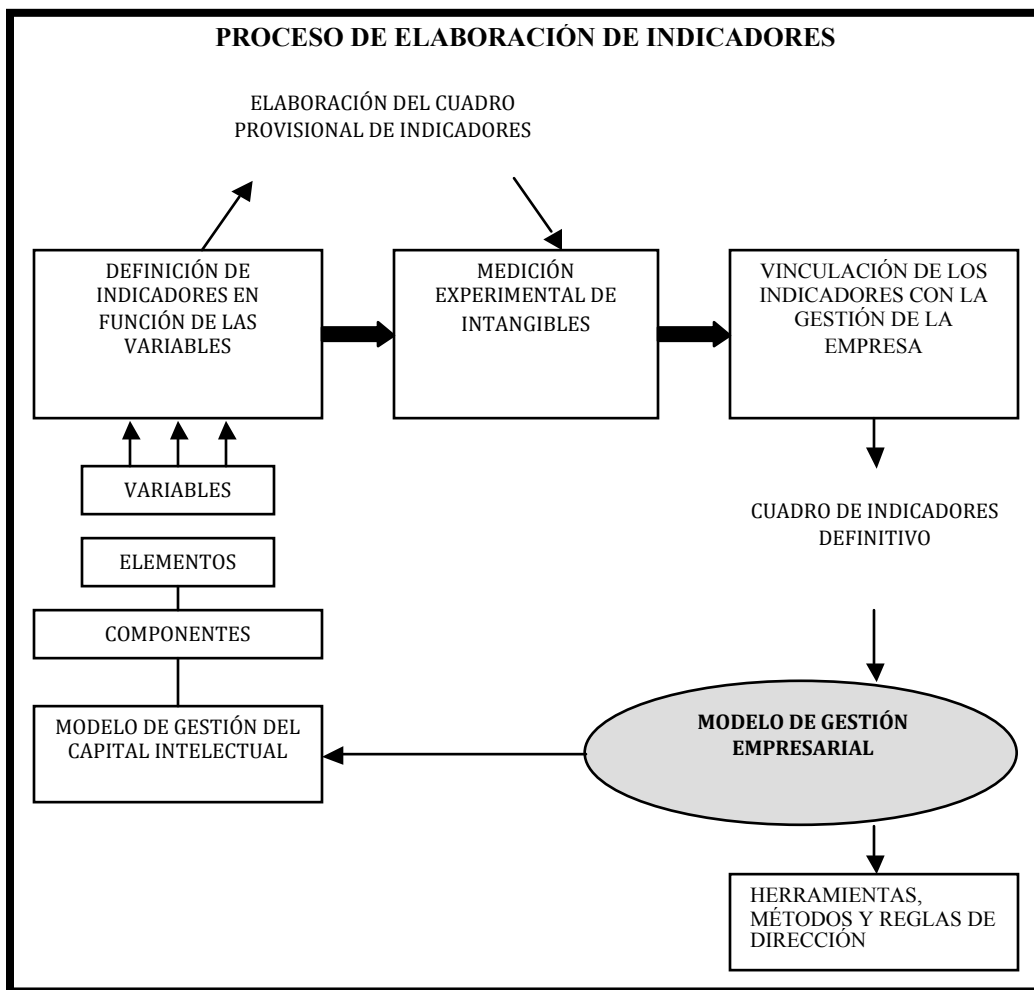 PROCESO DE ELABORACIÓN DE INDICADORES
ELABORACIÓN DEL CUADRO
PROVISIONAL DE INDICADORES
DEFINICIÓN DE
INDICADORES EN
FUNCIÓN DE LAS
VARIABLES
MEDICIÓN
EXPERIMENTAL DE
INTANGIBLES
VINCULACIÓN DE LOS
INDICADORES CON LA
GESTIÓN DE LA
EMPRESA
VARIABLES
CUADRO DE INDICADORES
DEFINITIVO
ELEMENTOS
COMPONENTES
MODELO DE GESTIÓN DEL
CAPITAL INTELECTUAL
MODELO DE GESTIÓN
EMPRESARIAL
HERRAMIENTAS,
MÉTODOS Y REGLAS DE
DIRECCIÓN